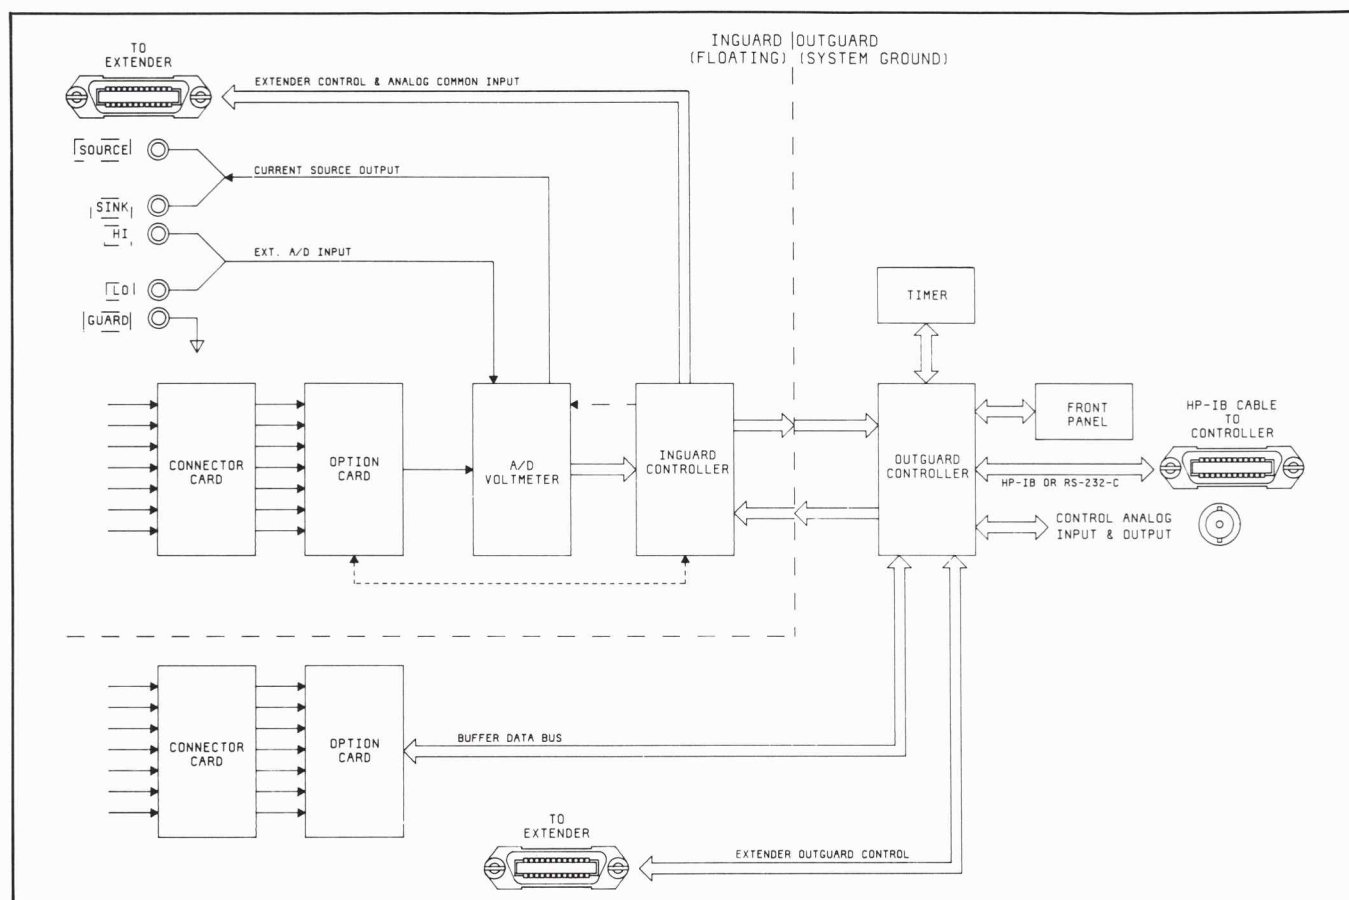 INGUARD | OUTGUARD
(FLOATING) (SYSTEM GROUND)
TO
EXTENDER
EXTENDER CONTROL & ANALOG COMMON INPUT
SOURCE
CURRENT SOURCE OUTPUT
SINK
HI
EXT. A/D INPUT
LO
GUARD
TIMER
FRONT
PANEL
HP-IB CABLE
TO
CONTROLLER
CONNECTOR
CARD
OPTION
CARD
A/D
VOLTMETER
INGUARD
CONTROLLER
OUTGUARD
CONTROLLER
HP-IB OR RS-232-C
CONTROL ANALOG
INPUT & OUTPUT
CONNECTOR
CARD
OPTION
CARD
BUFFER DATA BUS
TO
EXTENDER
EXTENDER OUTGUARD CONTROL